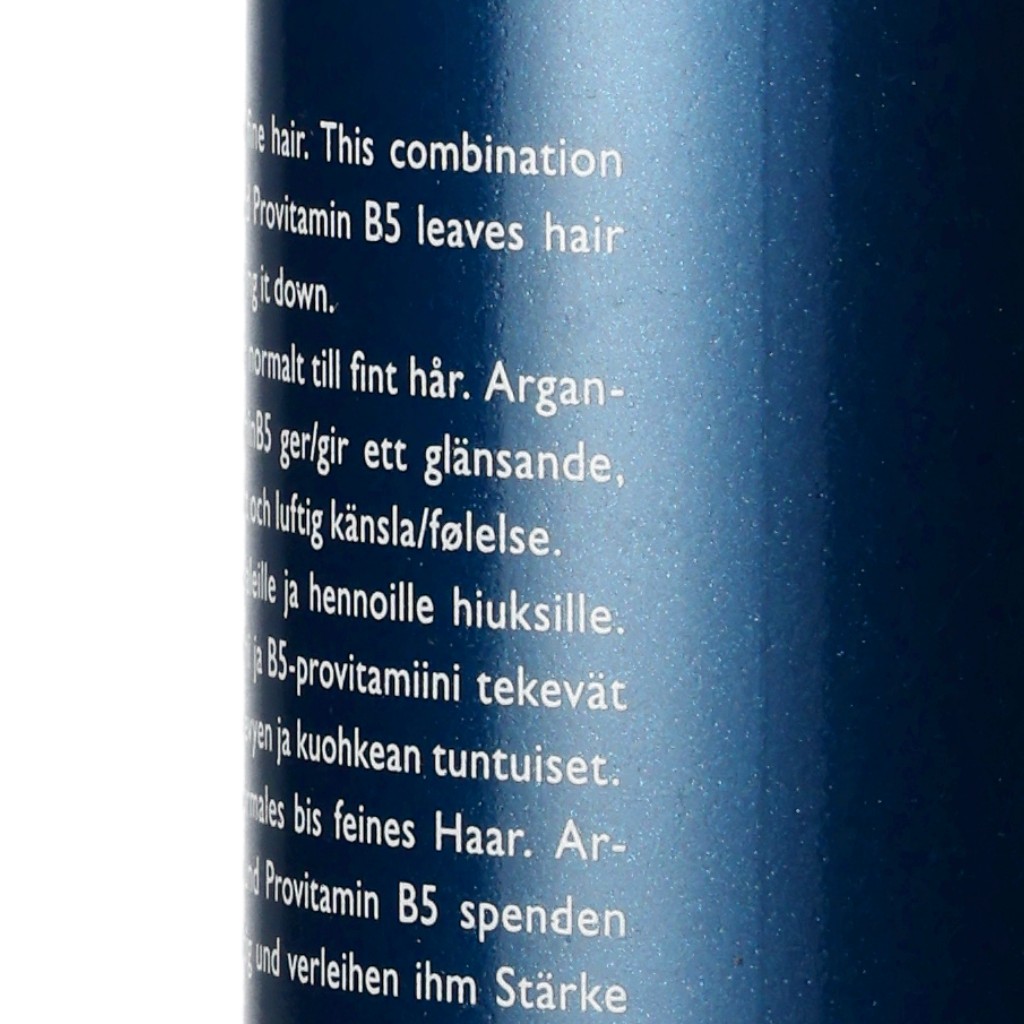 hair. This combination
Provitamin B5 leaves hair
it down.
normalt till fint hår. Argan-
ger/gir ett glänsande,
och luftig känsla/følelse.
ja hennoille hiuksille.
ja B5-provitamiini tekevät
ja kuohkean tuntuiset.
bis feines Haar. Ar-
Provitamin B5 spenden
und verleihen ihm Stärke